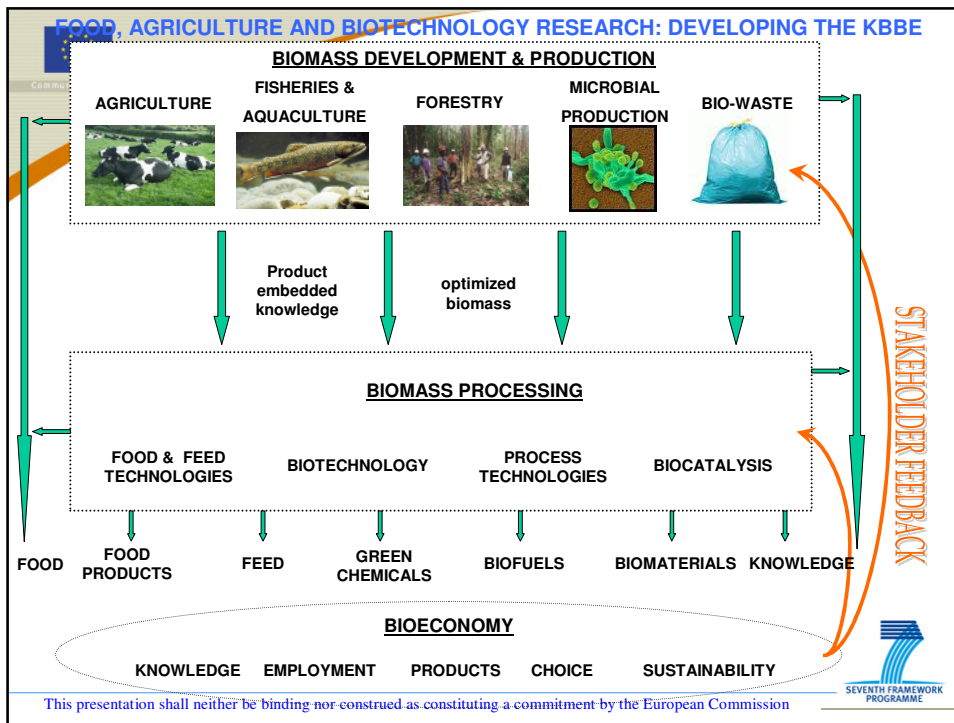 FOOD, AGRICULTURE AND BIOTECHNOLOGY RESEARCH: DEVELOPING THE KBBE
BIOMASS DEVELOPMENT & PRODUCTION
AGRICULTURE
FISHERIES &
AQUACULTURE
FORESTRY
MICROBIAL
PRODUCTION
BIO-WASTE
Product
embedded
knowledge
optimized
biomass
STAKEHOLDER FEEDBACK
BIOMASS PROCESSING
FOOD & FEED
TECHNOLOGIES
BIOTECHNOLOGY
PROCESS
TECHNOLOGIES
BIOCATALYSIS
FOOD
FOOD
PRODUCTS
FEED
GREEN
CHEMICALS
BIOFUELS
BIOMATERIALS
KNOWLEDGE
BIOECONOMY
KNOWLEDGE EMPLOYMENT PRODUCTS CHOICE SUSTAINABILITY
SEVENTH FRAMEWORK
PROGRAMME
This presentation shall neither be binding nor construed as constituting a commitment by the European Commission